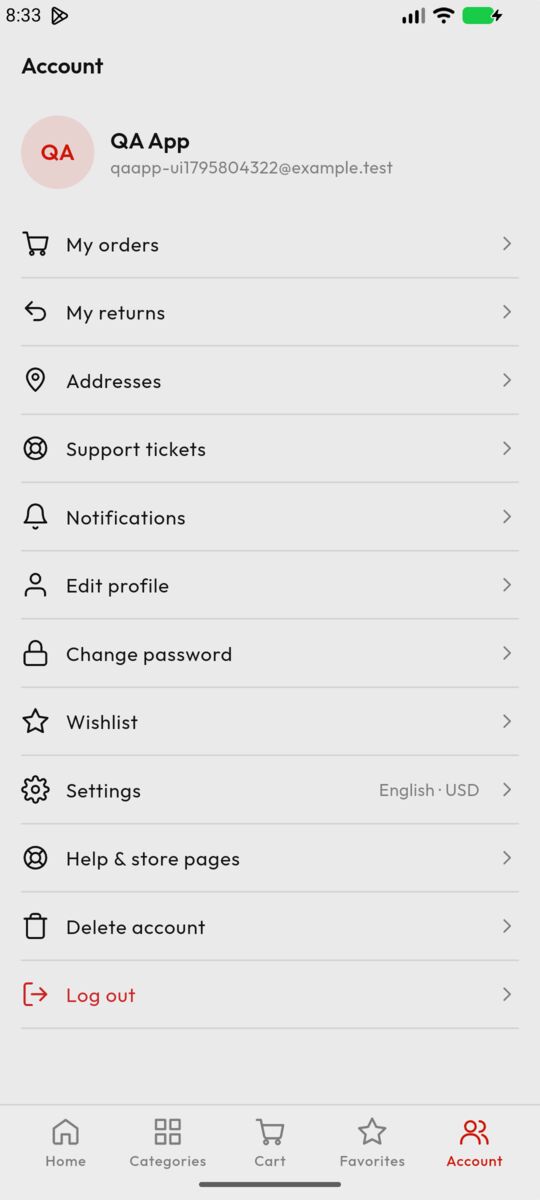 8:33
Account
QA
QA App
qaapp-ui1795804322@example.test
My orders
My returns
Addresses
Support tickets
Notifications
Edit profile
Change password
Wishlist
Settings English · USD
Help & store pages
Delete account
Log out
Home Categories Cart Favorites Account